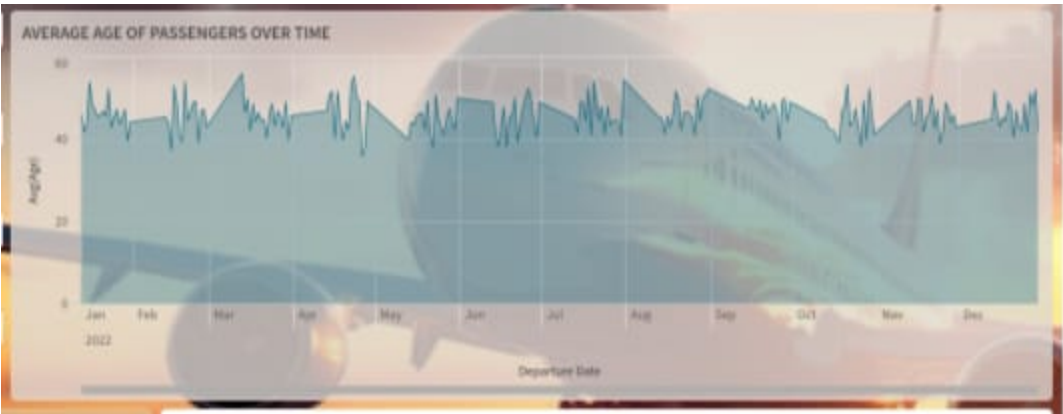 AVERAGE AGE OF PASSENGERS OVER TIME
60
40
20
0
Avg(Age)
Jan Feb Mar Apr May Jun Jul Aug Sep Oct Nov Dec
2022
Departure Date